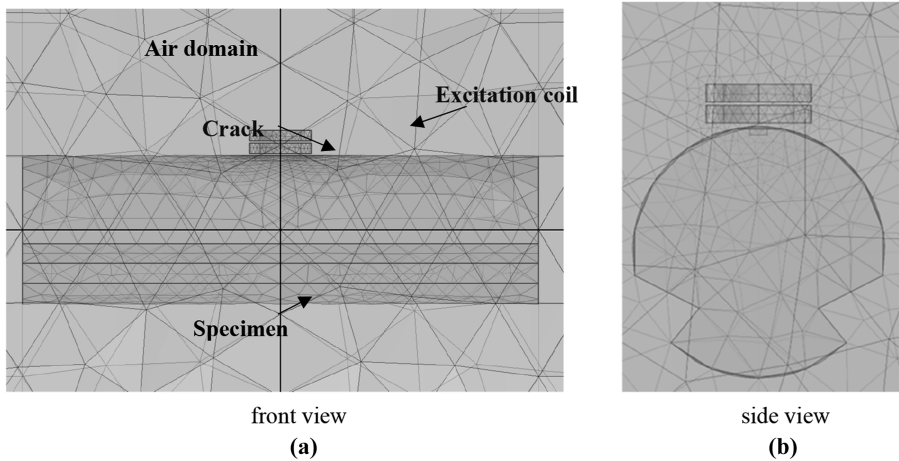 Air domain
Excitation coil
Crack
Specimen
front view
side view
(a)
(b)